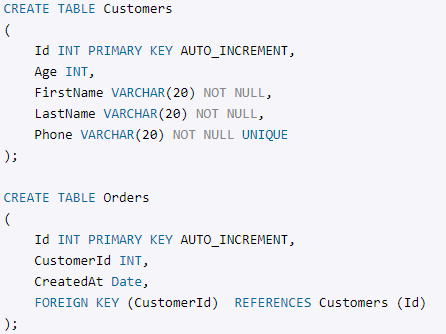 CREATE TABLE Customers
(
    Id INT PRIMARY KEY AUTO_INCREMENT,
    Age INT,
    FirstName VARCHAR(20) NOT NULL,
    LastName VARCHAR(20) NOT NULL,
    Phone VARCHAR(20) NOT NULL UNIQUE
);

CREATE TABLE Orders
(
    Id INT PRIMARY KEY AUTO_INCREMENT,
    CustomerId INT,
    CreatedAt Date,
    FOREIGN KEY (CustomerId)  REFERENCES Customers (Id)
);